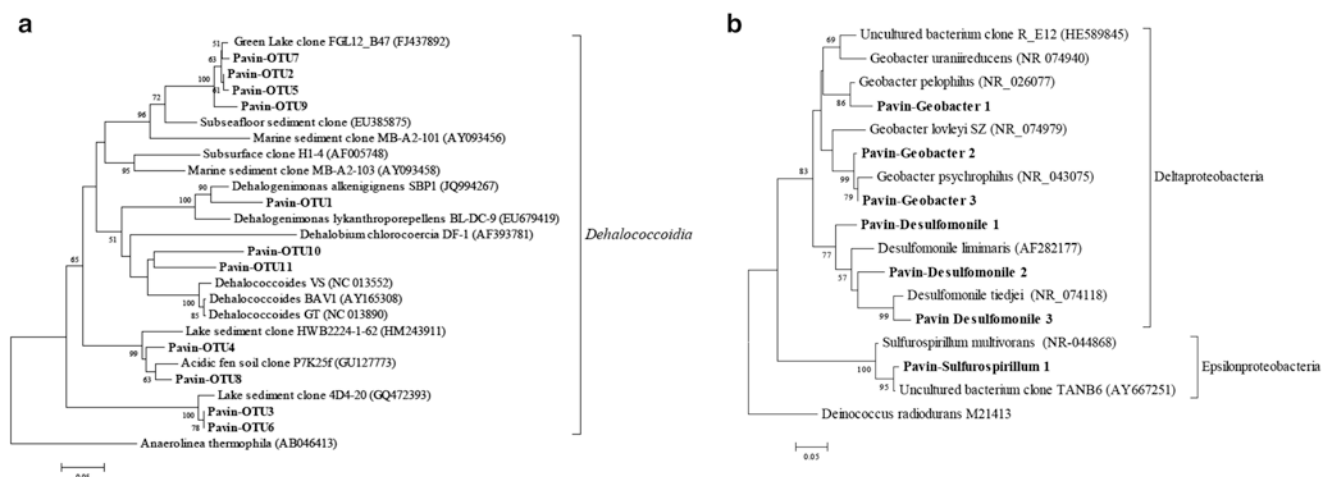 a
51
Green Lake clone FGL12_B47 (FJ437892)
63
Pavin-OTU7
Pavin-OTU2
100
61
Pavin-OTU5
72
Pavin-OTU9
96
Subseafloor sediment clone (EU385875)
Marine sediment clone MB-A2-101 (AY093456)
Subsurface clone H1-4 (AF005748)
95
Marine sediment clone MB-A2-103 (AY093458)
90
Dehalogenimonas alkenigignens SBP1 (JQ994267)
100
Pavin-OTU1
Dehalogenimonas lykanthroporepellens BL-DC-9 (EU679419)
51
Dehalobium chlorocoercia DF-1 (AF393781)
Pavin-OTU10
65
Pavin-OTU11
Dehalococcoides VS (NC 013552)
100
Dehalococcoides BAV1 (AY165308)
85
Dehalococcoides GT (NC 013890)
Lake sediment clone HWB2224-1-62 (HM243911)
99
Pavin-OTU4
Acidic fen soil clone P7K25f (GU127773)
63
Pavin-OTU8
Lake sediment clone 4D4-20 (GQ472393)
100
Pavin-OTU3
78
Pavin-OTU6
Anaerolinea thermophila (AB046413)
Dehalococcoidia
0.05
b
69
Uncultured bacterium clone R_E12 (HE589845)
Geobacter uraniireducens (NR 074940)
Geobacter pelophilus (NR_026077)
86
Pavin-Geobacter 1
Geobacter lovleyi SZ (NR_074979)
83
Pavin-Geobacter 2
99
Geobacter psychrophilus (NR_043075)
79
Pavin-Geobacter 3
Pavin-Desulfomonile 1
77
Desulfomonile limimaris (AF282177)
57
Pavin-Desulfomonile 2
Desulfomonile tiedjei (NR_074118)
99
Pavin Desulfomonile 3
Sulfurospirillum multivorans (NR-044868)
100
Pavin-Sulfurospirillum 1
95
Uncultured bacterium clone TANB6 (AY667251)
Deinococcus radiodurans M21413
Deltaproteobacteria
Epsilonproteobacteria
0.05